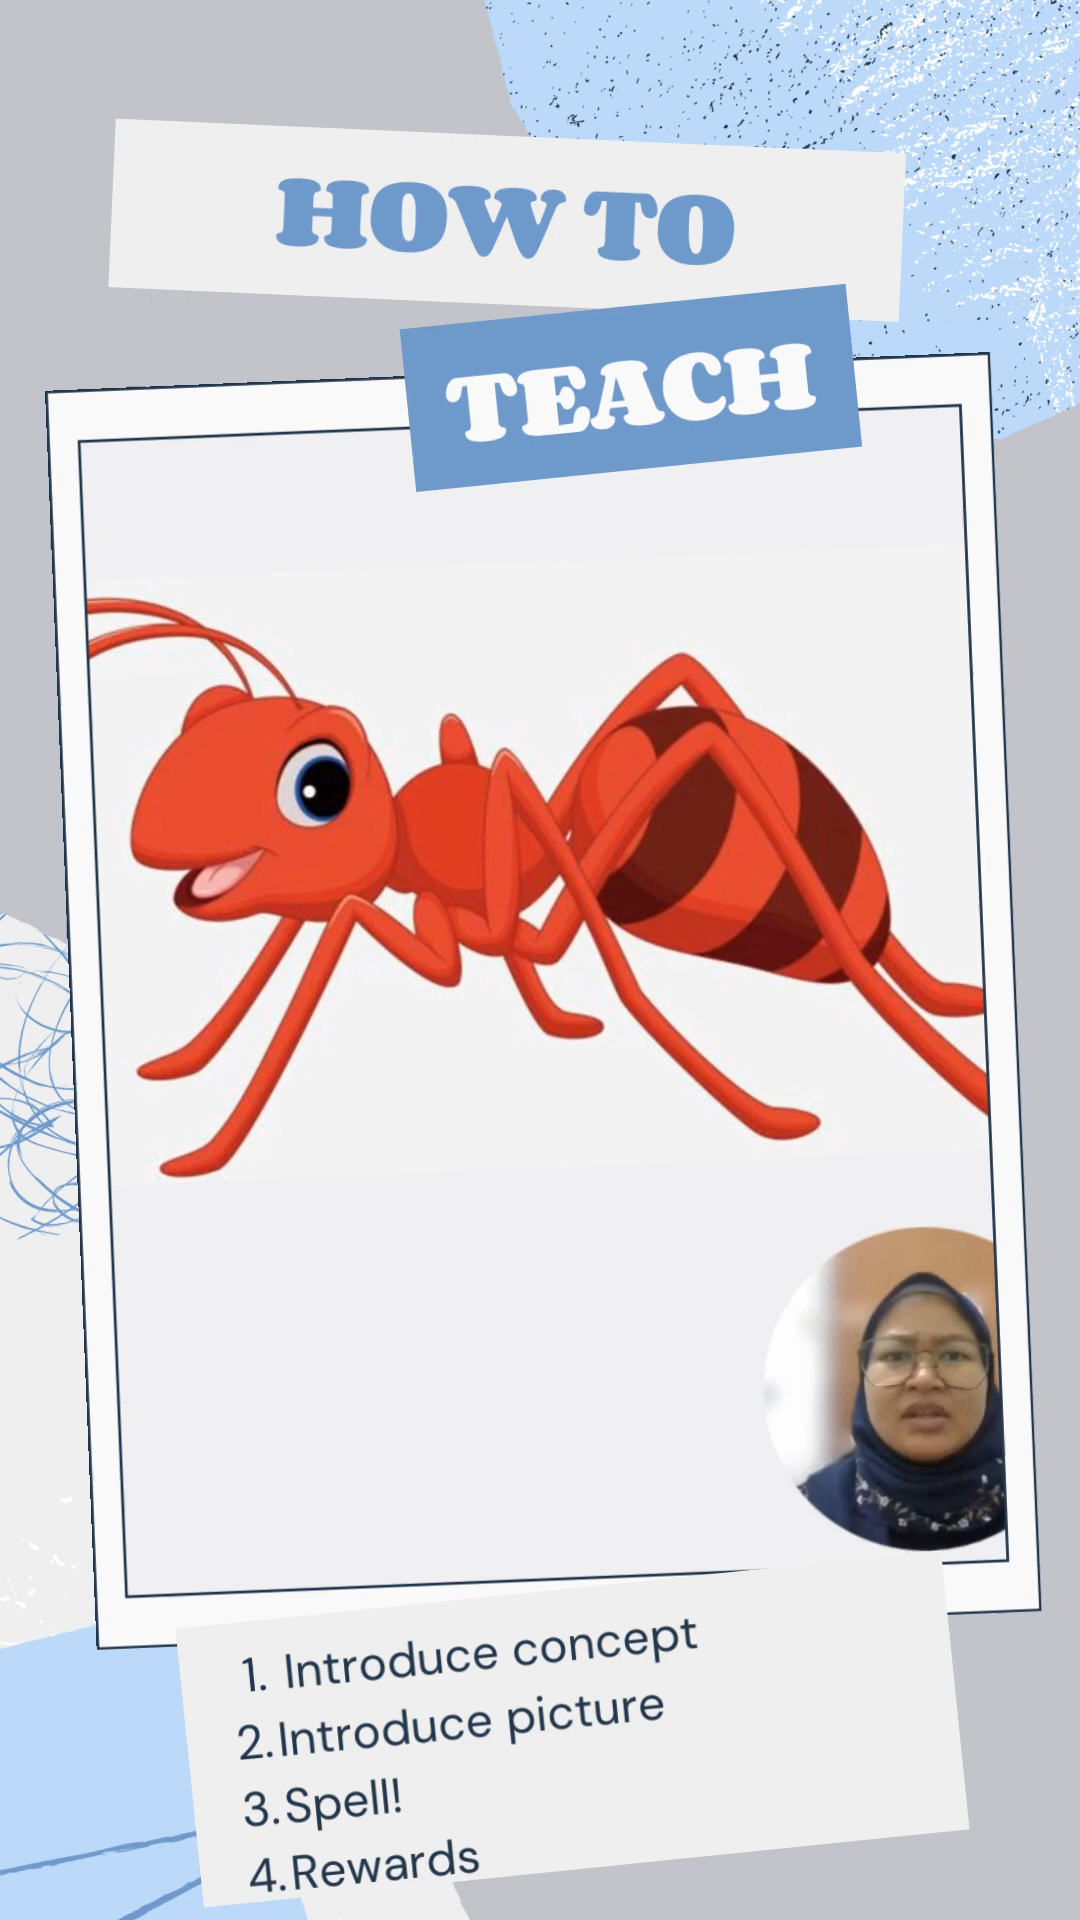 HOW TO
TEACH
1. Introduce concept
2. Introduce picture
3. Spell!
4. Rewards